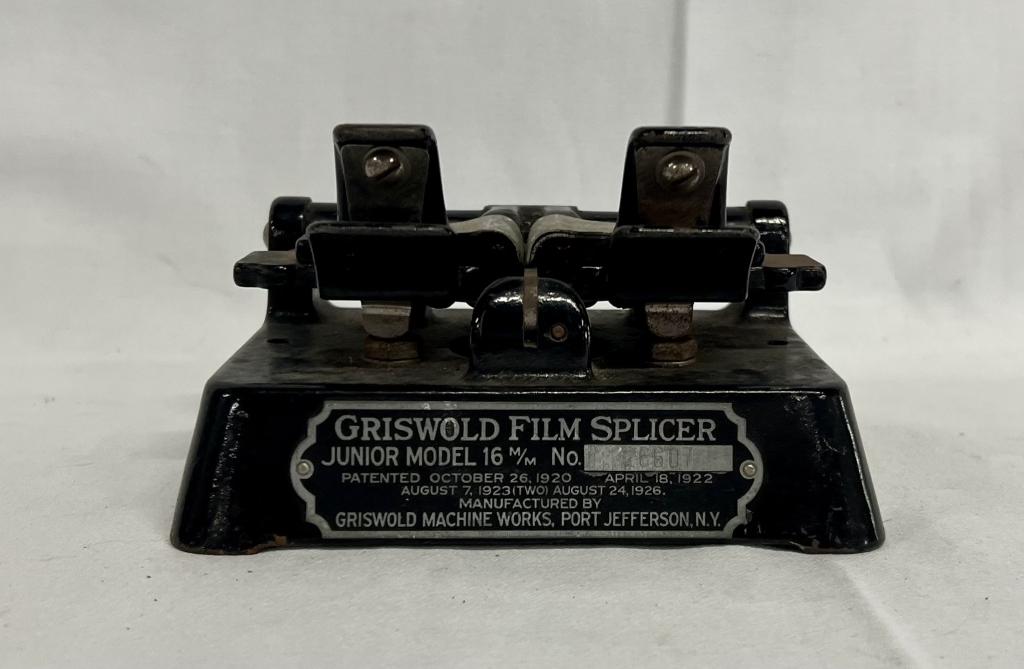 GRISWOLD FILM SPLICER
JUNIOR MODEL 16 M/M NO.
PATENTED OCTOBER 26, 1920 APRIL 18, 1922
AUGUST 7, 1923 (TWO) AUGUST 24, 1926.
MANUFACTURED BY
GRISWOLD MACHINE WORKS, PORT JEFFERSON, N.Y.